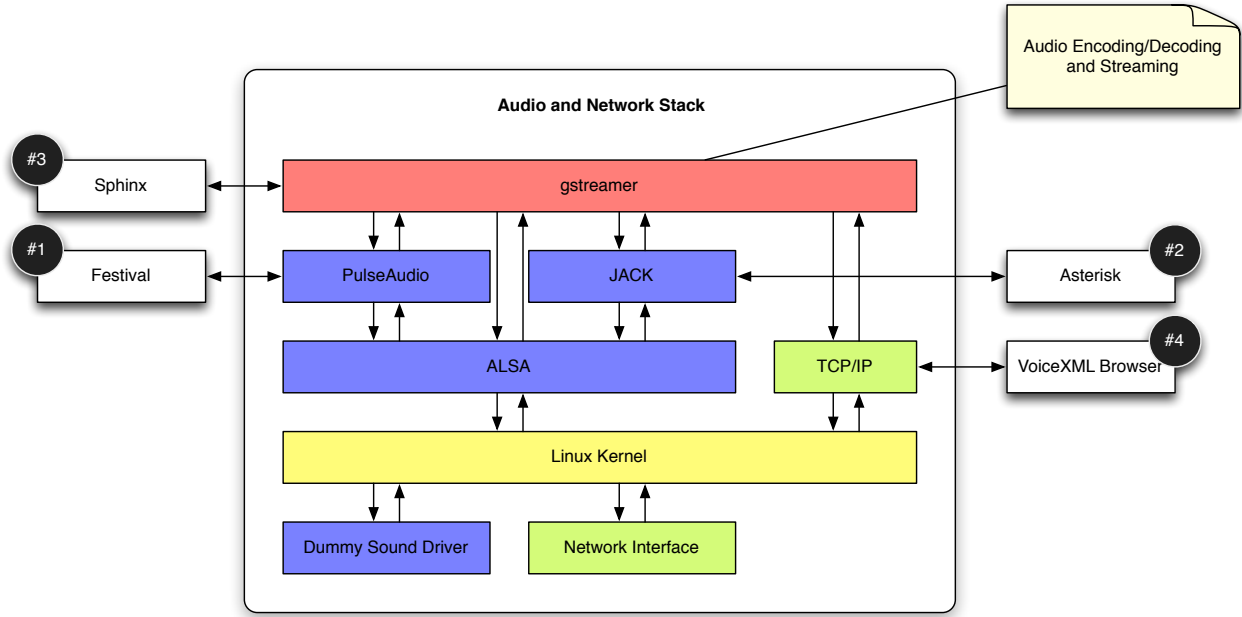 Audio Encoding/Decoding
and Streaming
Audio and Network Stack
#3
Sphinx
gstreamer
#1
Festival
PulseAudio
JACK
#2
Asterisk
ALSA
TCP/IP
#4
VoiceXML Browser
Linux Kernel
Dummy Sound Driver
Network Interface